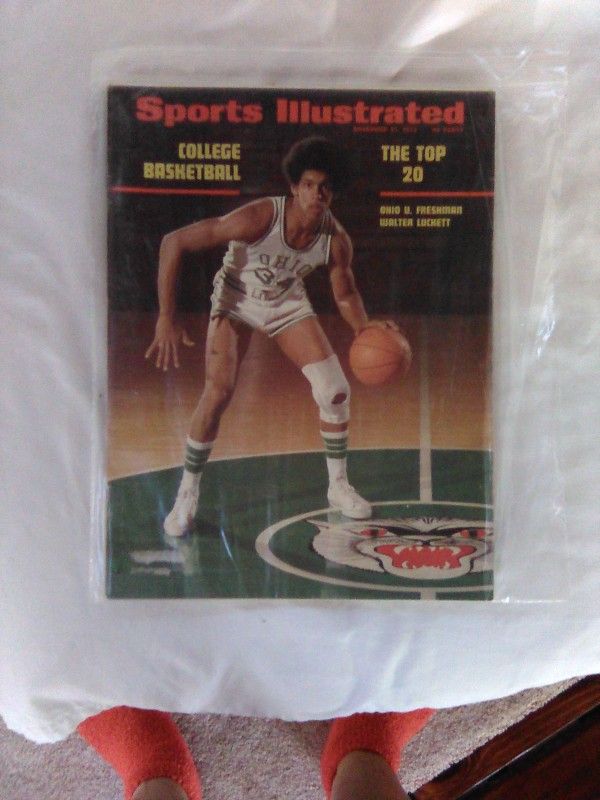 Sports Illustrated
COLLEGE
BASKETBALL
THE TOP
20
OHIO U. FRESHMAN
WALTER LUCKETT
OHIO